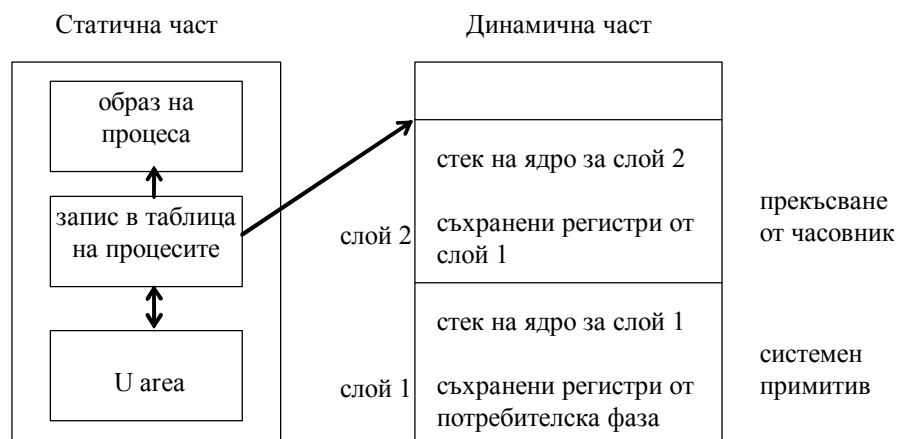 Статична част
Динамична част
образ на
процеса
запис в таблица
на процесите
U area
слой 2
стек на ядро за слой 2
съхранени регистри от
слой 1
прекъсване
от часовник
слой 1
стек на ядро за слой 1
съхранени регистри от
потребителска фаза
системен
примитив